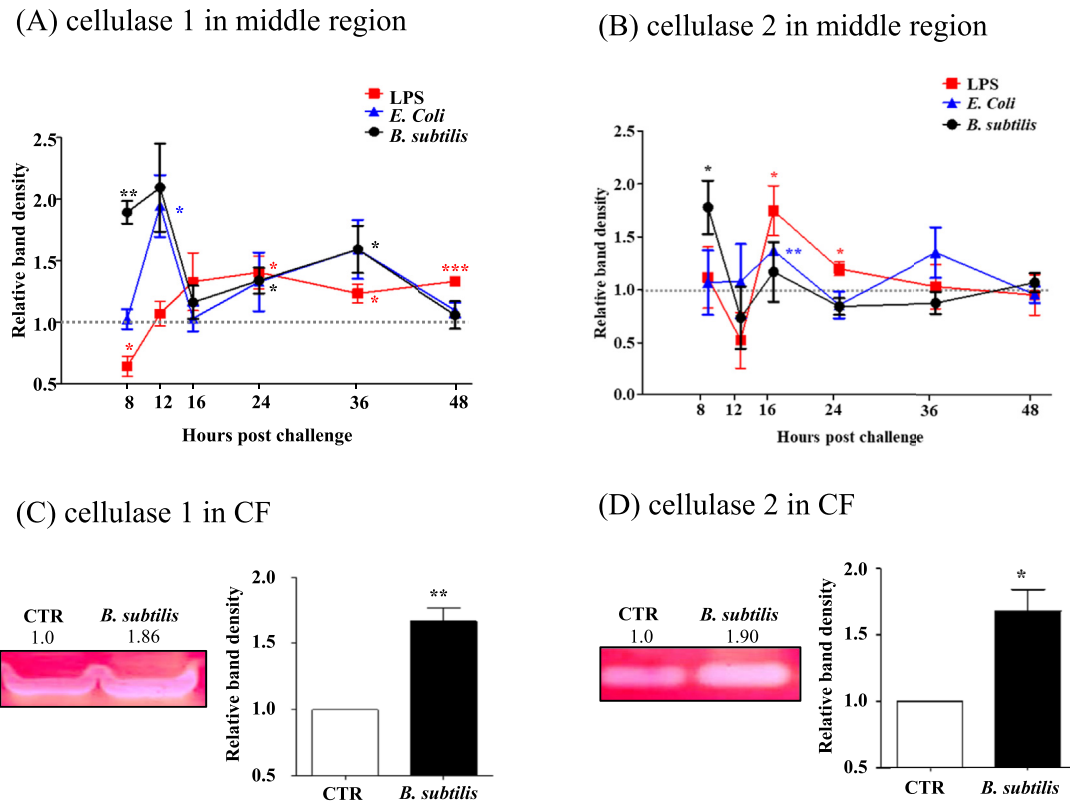 (A) cellulase 1 in middle region
LPS
E. Coli
B. subtilis
Relative band density
2.5
2.0
1.5
1.0
0.5
**
*
*
*
*
*
*
***
8 12 16 24 36 48
Hours post challenge
(B) cellulase 2 in middle region
LPS
E. Coli
B. subtilis
Relative band density
2.5
2.0
1.5
1.0
0.5
0.0
*
*
**
*
8 12 16 24 36 48
Hours post challenge
(C) cellulase 1 in CF
CTR B. subtilis
1.0 1.86
Relative band density
2.0
1.5
1.0
0.5
**
CTR B. subtilis
(D) cellulase 2 in CF
CTR B. subtilis
1.0 1.90
Relative band density
2.0
1.5
1.0
0.5
*
CTR B. subtilis